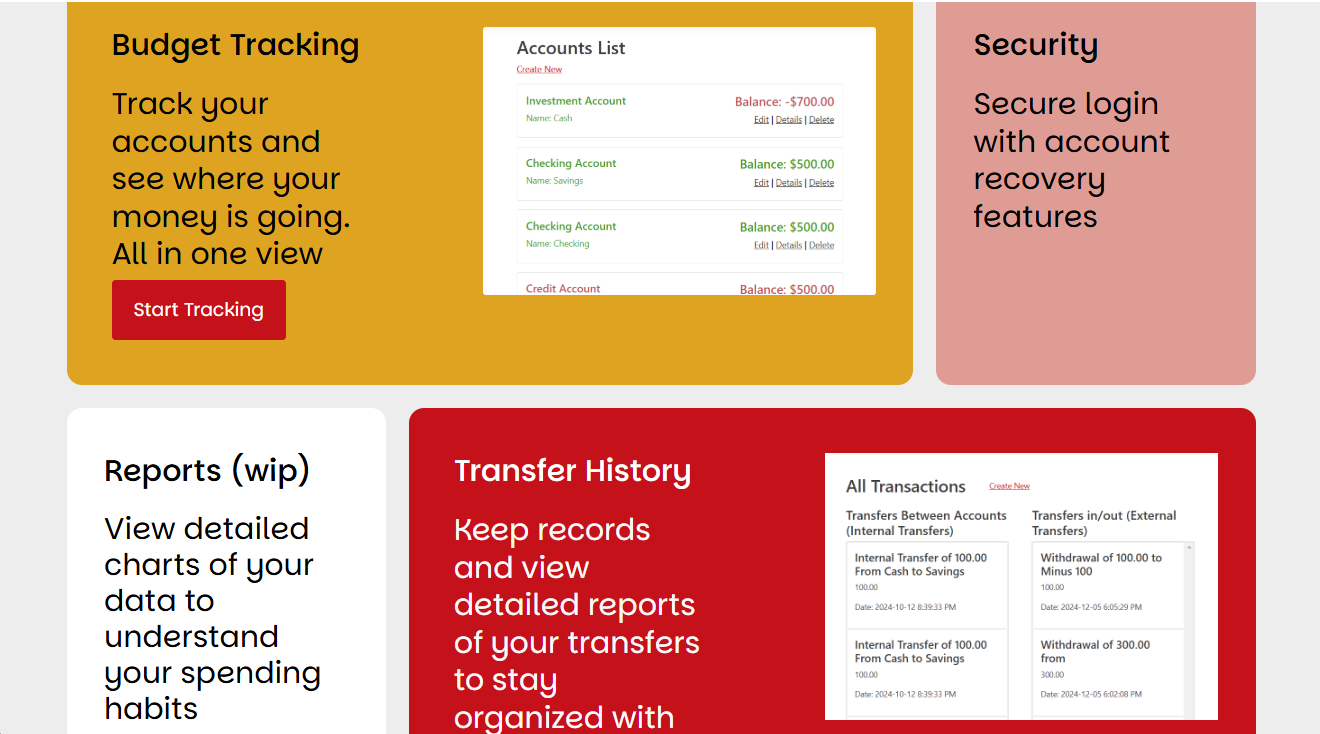 Budget Tracking
Track your
accounts and
see where your
money is going.
All in one view
Start Tracking
Accounts List
Create New
Investment Account
Balance: -$700.00
Name: Cash
Edit | Details | Delete
Checking Account
Balance: $500.00
Name: Savings
Edit | Details | Delete
Checking Account
Balance: $500.00
Name: Checking
Edit | Details | Delete
Credit Account
Balance: $500.00
Security
Secure login
with account
recovery
features
Reports (wip)
View detailed
charts of your
data to
understand
your spending
habits
Transfer History
Keep records
and view
detailed reports
of your transfers
to stay
organized with
All Transactions
Create New
Transfers Between Accounts
(Internal Transfers)
Internal Transfer of 100.00
From Cash to Savings
100.00
Date: 2024-10-12 8:39:33 PM
Internal Transfer of 100.00
From Cash to Savings
100.00
Date: 2024-10-12 8:39:33 PM
Transfers in/out (External
Transfers)
Withdrawal of 100.00 to
Minus 100
100.00
Date: 2024-12-05 6:05:29 PM
Withdrawal of 300.00
from
300.00
Date: 2024-12-05 6:02:08 PM